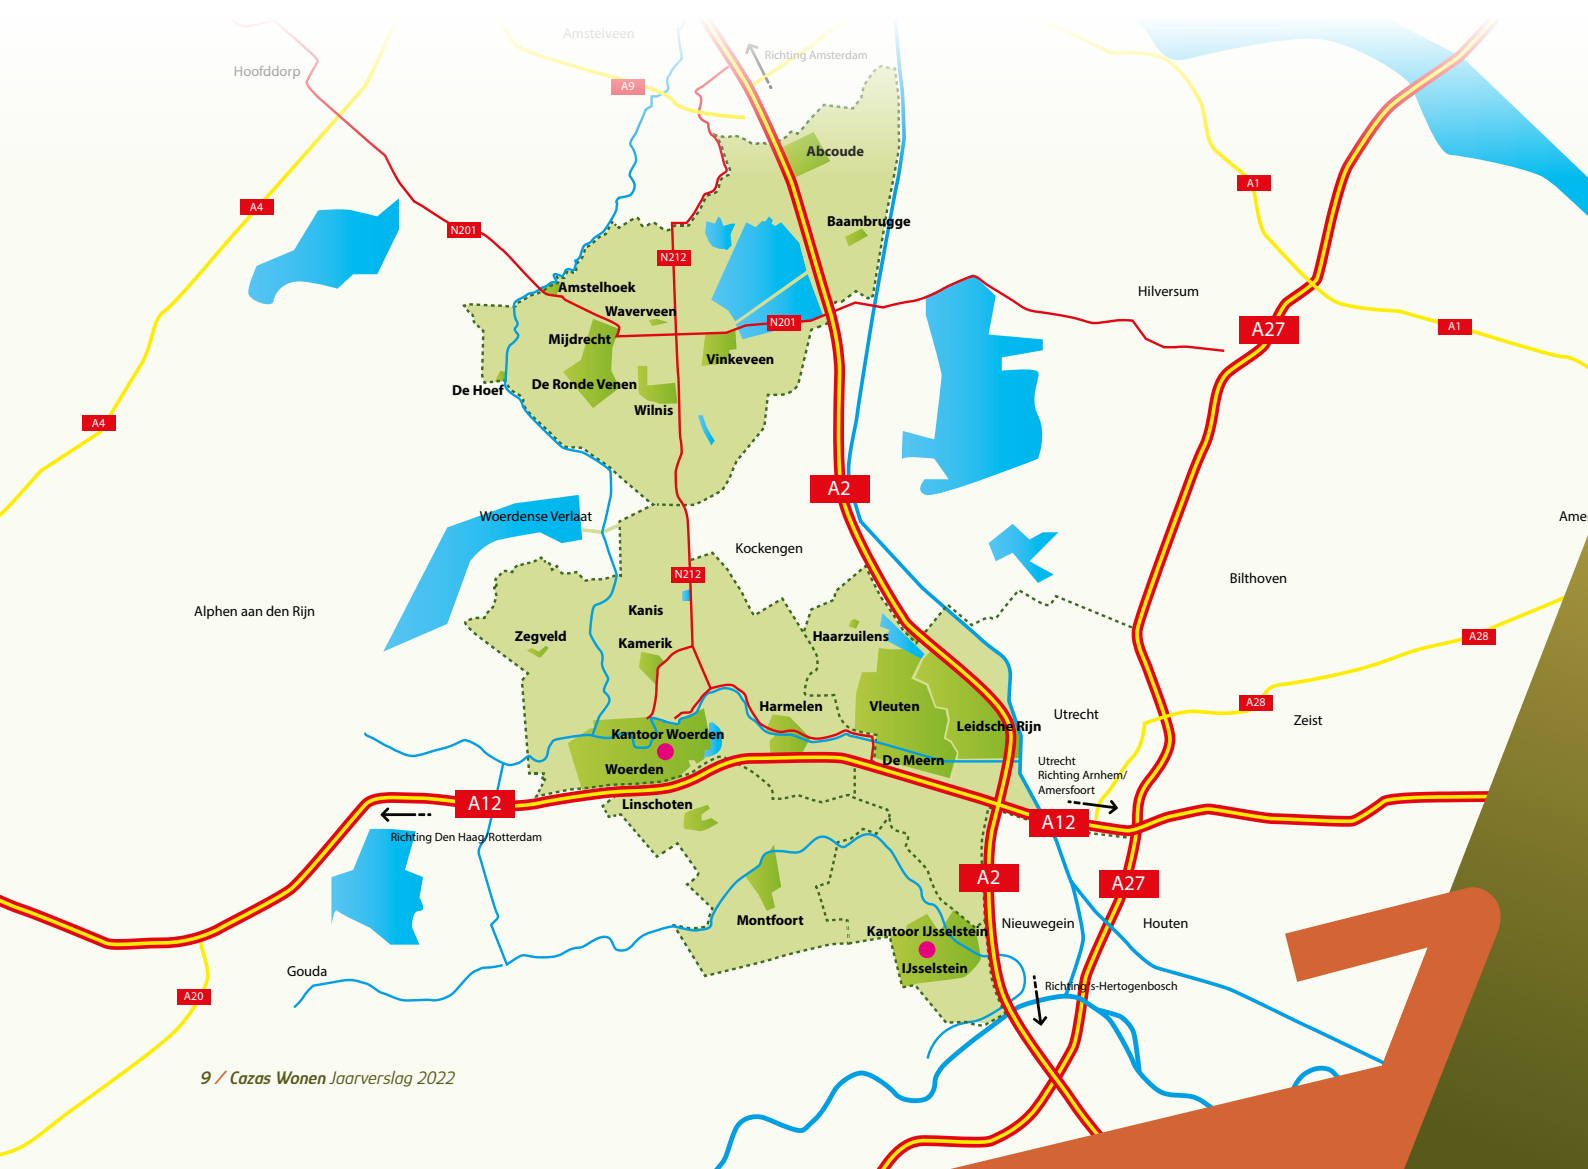 Amstelveen
Richting Amsterdam
Hoofddorp
A9
Abcoude
A1
A4
Baambrugge
N201
N212
Amstelhoek
Hilversum
Waverveen
N201
A27
A1
Mijdrecht
Vinkeveen
De Hoef
De Ronde Venen
Wilnis
A4
A2
Woerdense Verlaat
Ame
Kockengen
N212
Bilthoven
Alphen aan den Rijn
Kanis
Zegveld
Kamerik
Haarzuilens
A28
A28
Harmelen
Vleuten
Utrecht
Zeist
Leidsche Rijn
Kantoor Woerden
De Meern
Woerden
Utrecht
Richting Arnhem/
Amersfoort
A12
Linschoten
A12
Richting Den Haag/Rotterdam
A2
A27
Montfoort
Kantoor IJsselstein
Nieuwegein
Houten
IJsselstein
Gouda
Richting 's-Hertogenbosch
A20
9 / Cazas Wonen Jaarverslag 2022